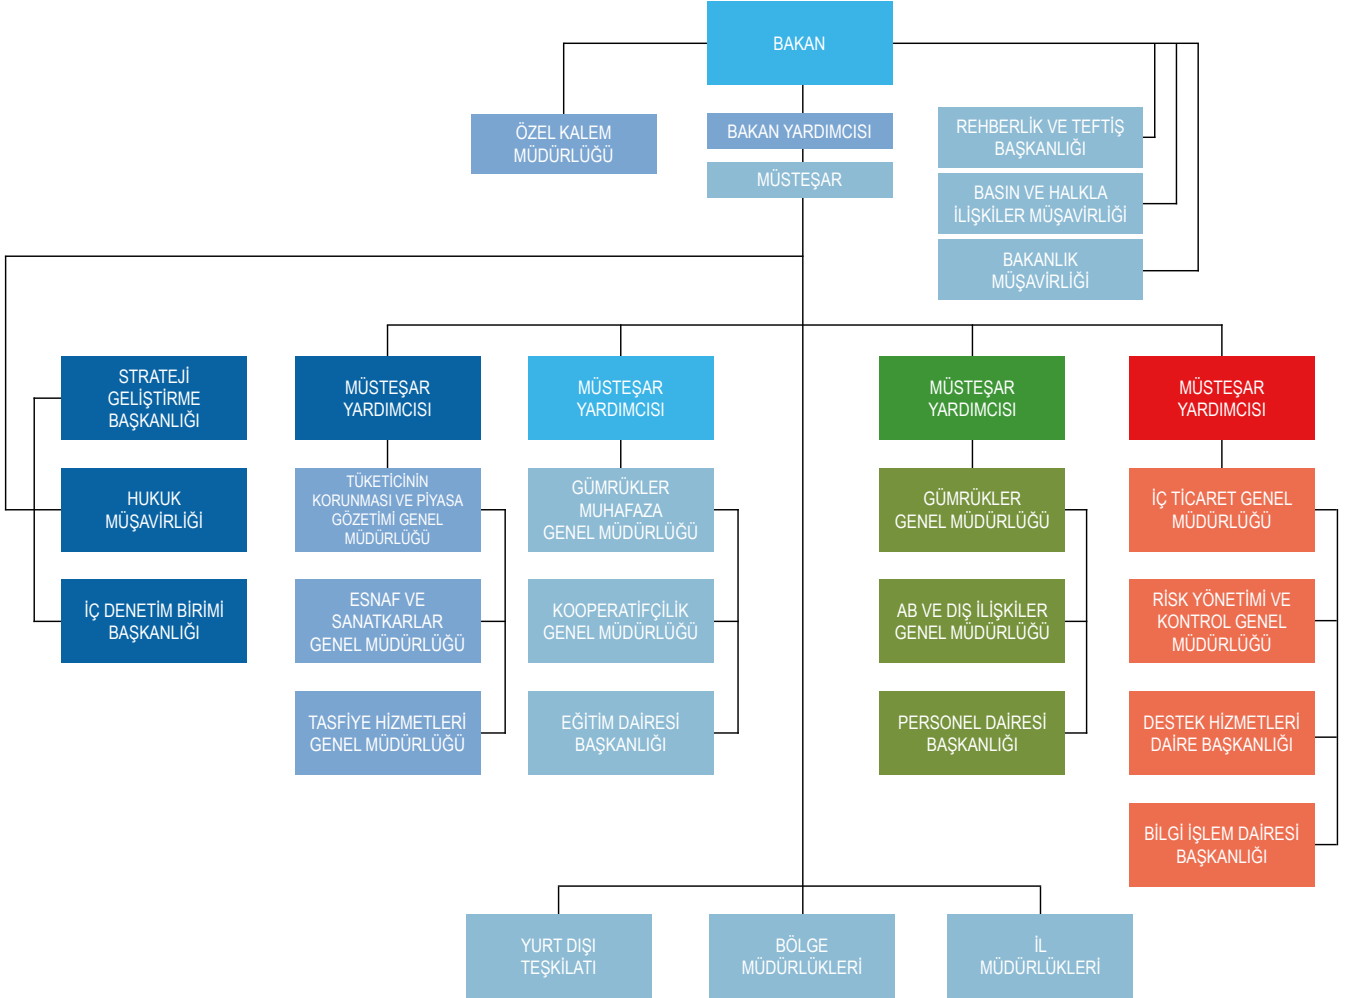 BAKAN
ÖZEL KALEM
MÜDÜRLÜĞÜ
BAKAN YARDIMCISI
MÜSTEŞAR
REHBERLİK VE TEFTİŞ
BAŞKANLIĞI
BASIN VE HALKLA
İLİŞKİLER MÜŞAVİRLİĞİ
BAKANLIK
MÜŞAVİRLİĞİ
STRATEJİ
GELİŞTİRME
BAŞKANLIĞI
HUKUK
MÜŞAVİRLİĞİ
İÇ DENETİM BİRİMİ
BAŞKANLIĞI
MÜSTEŞAR
YARDIMCISI
TÜKETİCİNİN
KORUNMASI VE PİYASA
GÖZETİMİ GENEL
MÜDÜRLÜĞÜ
ESNAF VE
SANATKARLAR
GENEL MÜDÜRLÜĞÜ
TASFİYE HİZMETLERİ
GENEL MÜDÜRLÜĞÜ
MÜSTEŞAR
YARDIMCISI
GÜMRÜKLER
MUHAFAZA
GENEL MÜDÜRLÜĞÜ
KOOPERATİFÇİLİK
GENEL MÜDÜRLÜĞÜ
EĞİTİM DAİRESİ
BAŞKANLIĞI
MÜSTEŞAR
YARDIMCISI
GÜMRÜKLER
GENEL MÜDÜRLÜĞÜ
AB VE DIŞ İLİŞKİLER
GENEL MÜDÜRLÜĞÜ
PERSONEL DAİRESİ
BAŞKANLIĞI
MÜSTEŞAR
YARDIMCISI
İÇ TİCARET GENEL
MÜDÜRLÜĞÜ
RİSK YÖNETİMİ VE
KONTROL GENEL
MÜDÜRLÜĞÜ
DESTEK HİZMETLERİ
DAİRE BAŞKANLIĞI
BİLGİ İŞLEM DAİRESİ
BAŞKANLIĞI
YURT DIŞI
TEŞKİLATI
BÖLGE
MÜDÜRLÜKLERİ
İL
MÜDÜRLÜKLERİ